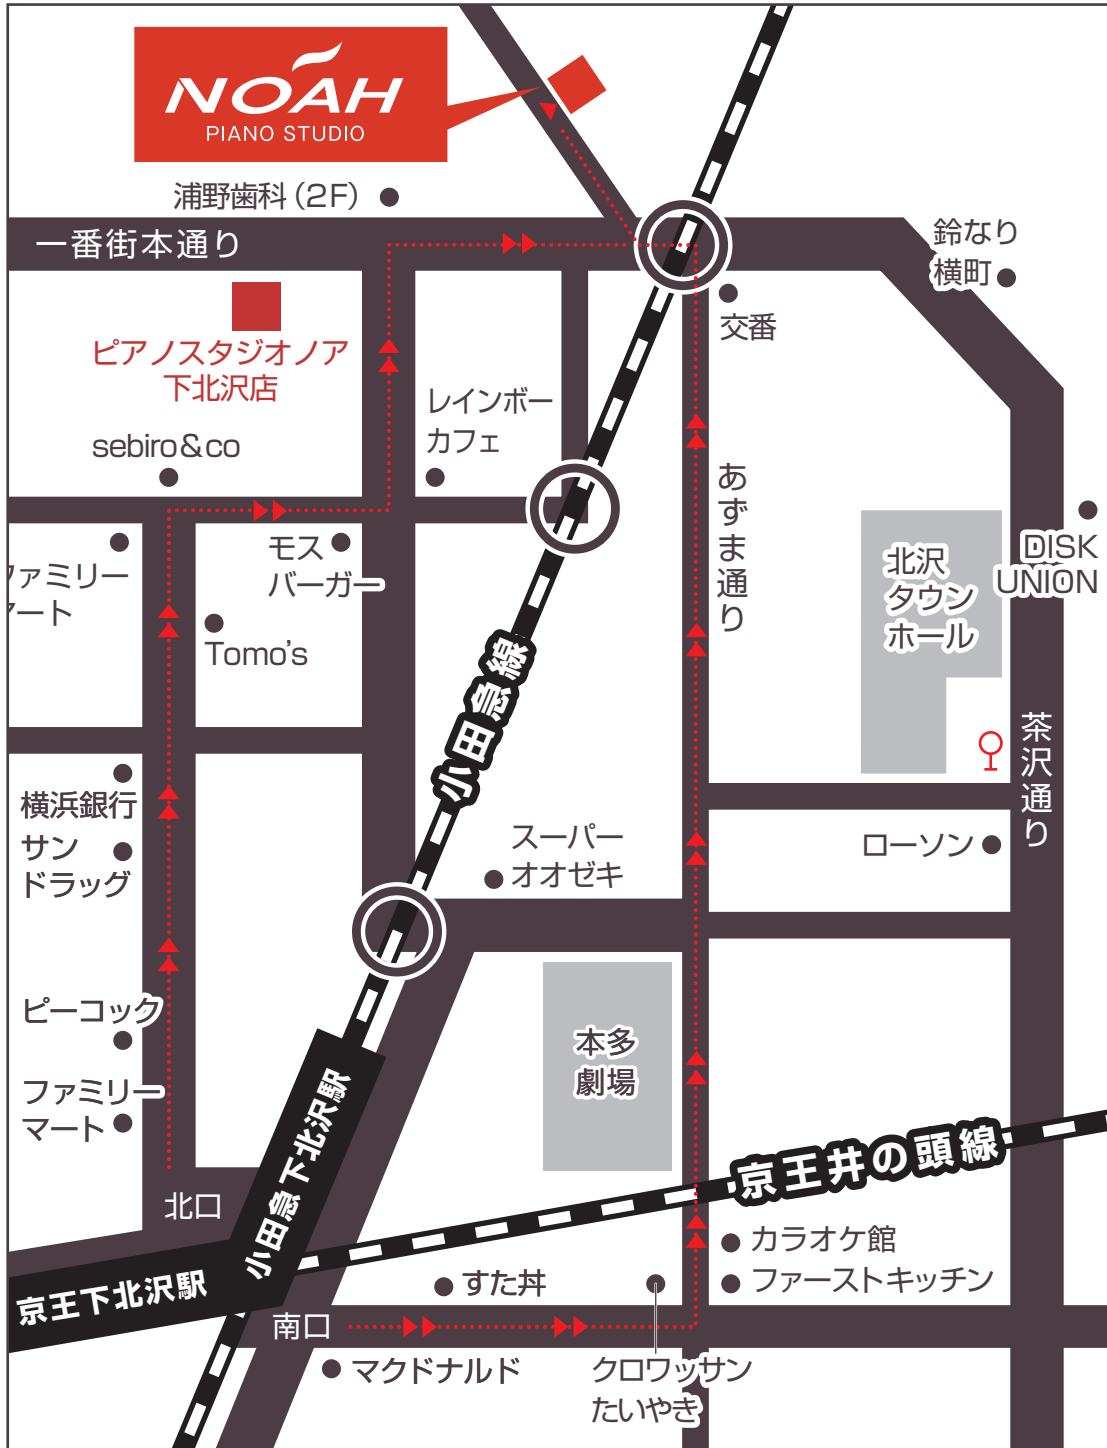 NOAH
PIANO STUDIO
浦野歯科（2F）
一番街本通り
鈴なり
横町
交番
ピアノスタジオノア
下北沢店
レインボー
カフェ
sebiro&co
あずま通り
モス
バーガー
ファミリー
マート
Tomo's
北沢
タウン
ホール
DISK
UNION
小田急線
茶沢通り
横浜銀行
サン
ドラッグ
スーパー
オオゼキ
ローソン
ピーコック
ファミリー
マート
本多
劇場
小田急下北沢駅
京王井の頭線
北口
カラオケ館
ファーストキッチン
すた丼
京王下北沢駅
南口
マクドナルド
クロワッサン
たいやき